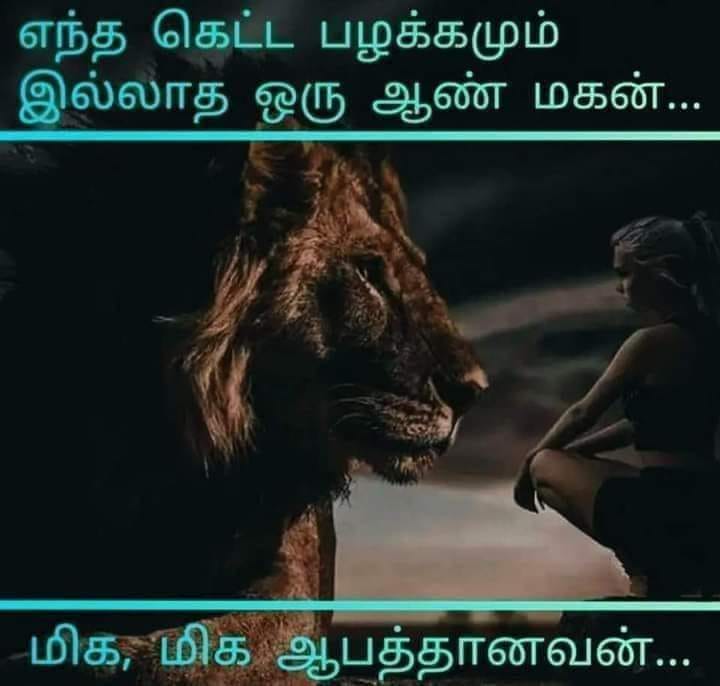 எந்த கெட்ட பழக்கமும்
இல்லாத ஒரு ஆண் மகன்...
மிக, மிக ஆபத்தானவன்...